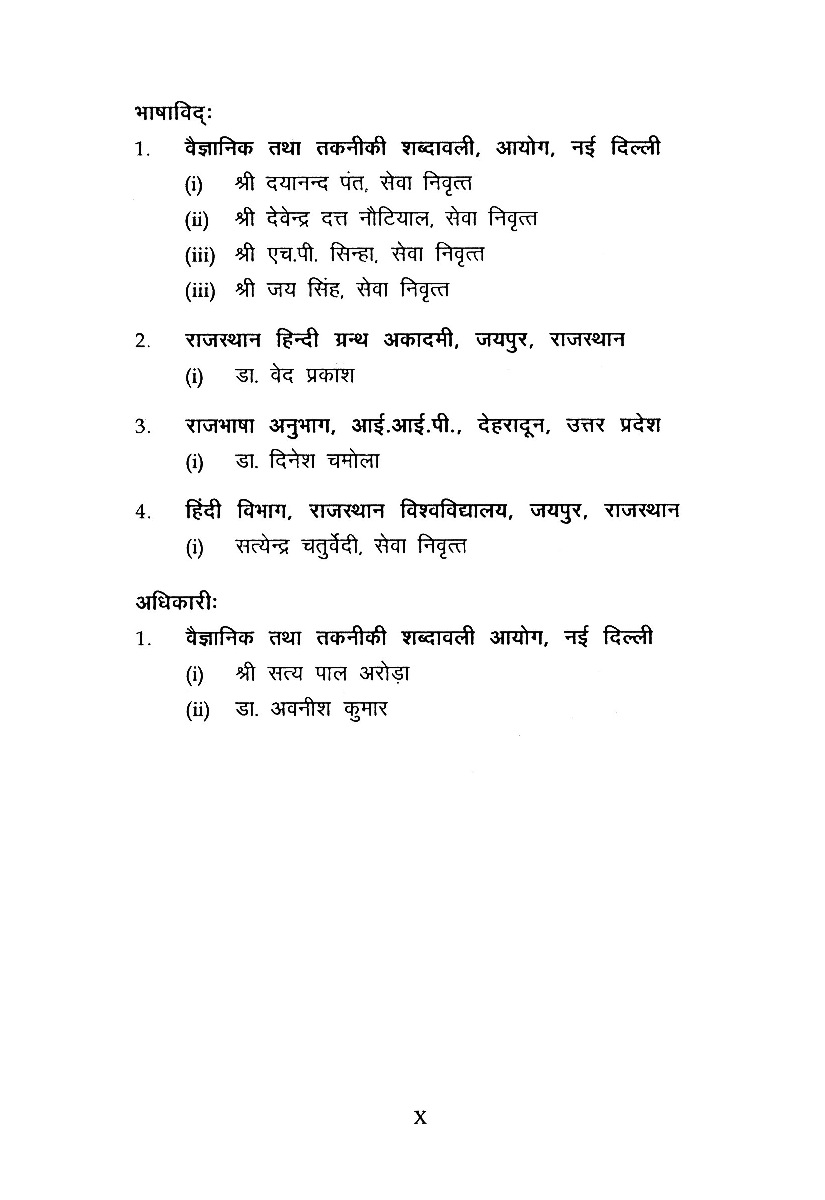 भाषाविद्ः
1. वैज्ञानिक तथा तकनीकी शब्दावली, आयोग, नई दिल्ली
(i) श्री दयानन्द पंत, सेवा निवृत्त
(ii) श्री देवेन्द्र दत्त नौटियाल, सेवा निवृत्त
(iii) श्री एच.पी. सिन्हा, सेवा निवृत्त
(iii) श्री जय सिंह, सेवा निवृत्त
2. राजस्थान हिन्दी ग्रन्थ अकादमी, जयपुर, राजस्थान
(i) डा. वेद प्रकाश
3. राजभाषा अनुभाग, आई.आई.पी., देहरादून, उत्तर प्रदेश
(i) डा. दिनेश चमोला
4. हिंदी विभाग, राजस्थान विश्वविद्यालय, जयपुर, राजस्थान
(i) सत्येन्द्र चतुर्वेदी, सेवा निवृत्त
अधिकारीः
1. वैज्ञानिक तथा तकनीकी शब्दावली आयोग, नई दिल्ली
(i) श्री सत्य पाल अरोड़ा
(ii) डा. अवनीश कुमार
X